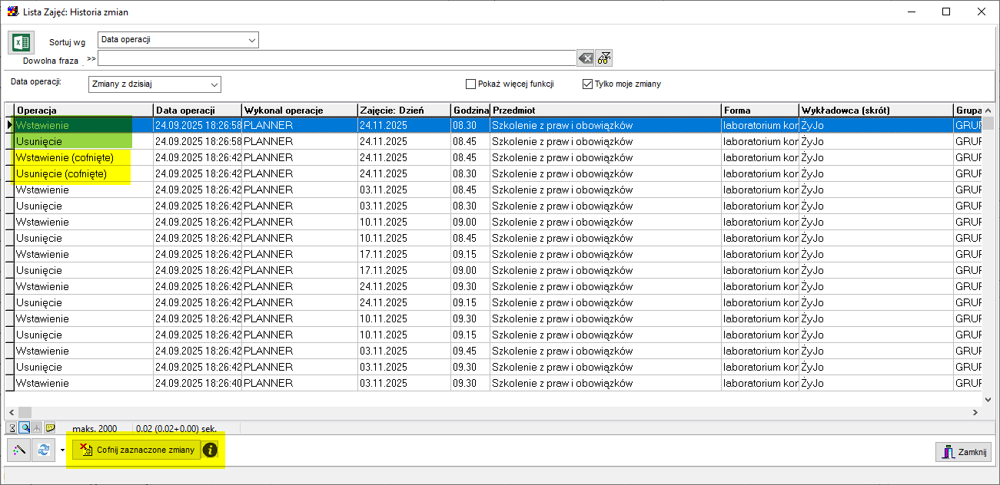 Lista Zajęć: Historia zmian
Sortuj wg Data operacji
Dowolna fraza >>
Data operacji: Zmiany z dzisiaj Pokaż więcej funkcji Tylko moje zmiany
Operacja Data operacji Wykonal operacje Zajęcie: Dzień Godzina Przedmiot Forma Wykładowca (skrót) Grupa
Wstawienie 24.09.2025 18:26:58 PLANNER 24.11.2025 08.30 Szkolenie z praw i obowiązków laboratorium kor ŻyJo GRUF
Usunięcie 24.09.2025 18:26:58 PLANNER 24.11.2025 08.45 Szkolenie z praw i obowiązków laboratorium kor ŻyJo GRUF
Wstawienie (cofnięte) 24.09.2025 18:26:42 PLANNER 24.11.2025 08.45 Szkolenie z praw i obowiązków laboratorium kor ŻyJo GRUF
Usunięcie (cofnięte) 24.09.2025 18:26:42 PLANNER 24.11.2025 08.30 Szkolenie z praw i obowiązków laboratorium kor ŻyJo GRUF
Wstawienie 24.09.2025 18:26:42 PLANNER 03.11.2025 08.45 Szkolenie z praw i obowiązków laboratorium kor ŻyJo GRUF
Usunięcie 24.09.2025 18:26:42 PLANNER 03.11.2025 08.30 Szkolenie z praw i obowiązków laboratorium kor ŻyJo GRUF
Wstawienie 24.09.2025 18:26:42 PLANNER 10.11.2025 09.00 Szkolenie z praw i obowiązków laboratorium kor ŻyJo GRUF
Usunięcie 24.09.2025 18:26:42 PLANNER 10.11.2025 08.45 Szkolenie z praw i obowiązków laboratorium kor ŻyJo GRUF
Wstawienie 24.09.2025 18:26:42 PLANNER 17.11.2025 09.15 Szkolenie z praw i obowiązków laboratorium kor ŻyJo GRUF
Usunięcie 24.09.2025 18:26:42 PLANNER 17.11.2025 09.00 Szkolenie z praw i obowiązków laboratorium kor ŻyJo GRUF
Wstawienie 24.09.2025 18:26:42 PLANNER 24.11.2025 09.30 Szkolenie z praw i obowiązków laboratorium kor ŻyJo GRUF
Usunięcie 24.09.2025 18:26:42 PLANNER 24.11.2025 09.15 Szkolenie z praw i obowiązków laboratorium kor ŻyJo GRUF
Wstawienie 24.09.2025 18:26:42 PLANNER 10.11.2025 09.30 Szkolenie z praw i obowiązków laboratorium kor ŻyJo GRUF
Usunięcie 24.09.2025 18:26:42 PLANNER 10.11.2025 09.15 Szkolenie z praw i obowiązków laboratorium kor ŻyJo GRUF
Wstawienie 24.09.2025 18:26:42 PLANNER 03.11.2025 09.45 Szkolenie z praw i obowiązków laboratorium kor ŻyJo GRUF
Usunięcie 24.09.2025 18:26:42 PLANNER 03.11.2025 09.30 Szkolenie z praw i obowiązków laboratorium kor ŻyJo GRUF
Wstawienie 24.09.2025 18:26:40 PLANNER 03.11.2025 09.30 Szkolenie z praw i obowiązków laboratorium kor ŻyJo GRUF
maks. 2000 0.02 (0.02+0.00) sek.
Cofnij zaznaczone zmiany Zamknij